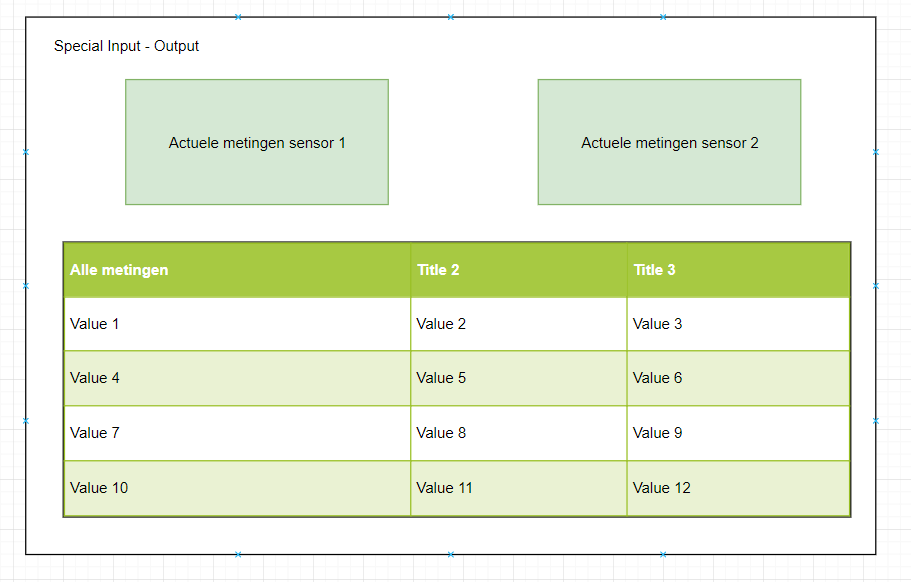 Special Input - Output
Actuele metingen sensor 1
Actuele metingen sensor 2
Alle metingen Title 2 Title 3
Value 1 Value 2 Value 3
Value 4 Value 5 Value 6
Value 7 Value 8 Value 9
Value 10 Value 11 Value 12